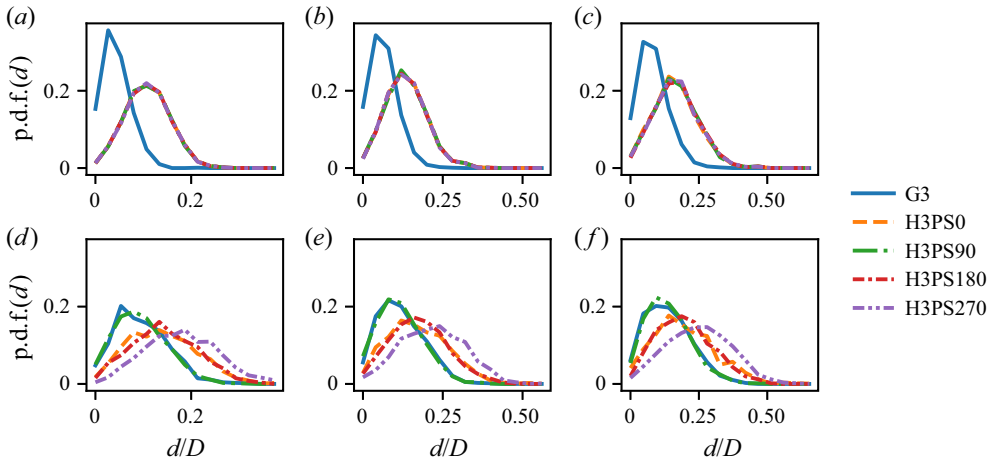 (a) (b) (c)
p.d.f.(d)
0.2
0
0.2
0.2
0
0 0.2
0 0.25 0.50
0 0.25 0.50
G3
H3PS0
H3PS90
H3PS180
H3PS270
(d) (e) (f)
p.d.f.(d)
0.2 0.2 0.2
0 0 0
0 0.2 0 0.25 0.50 0 0.25 0.50
d/D d/D d/D